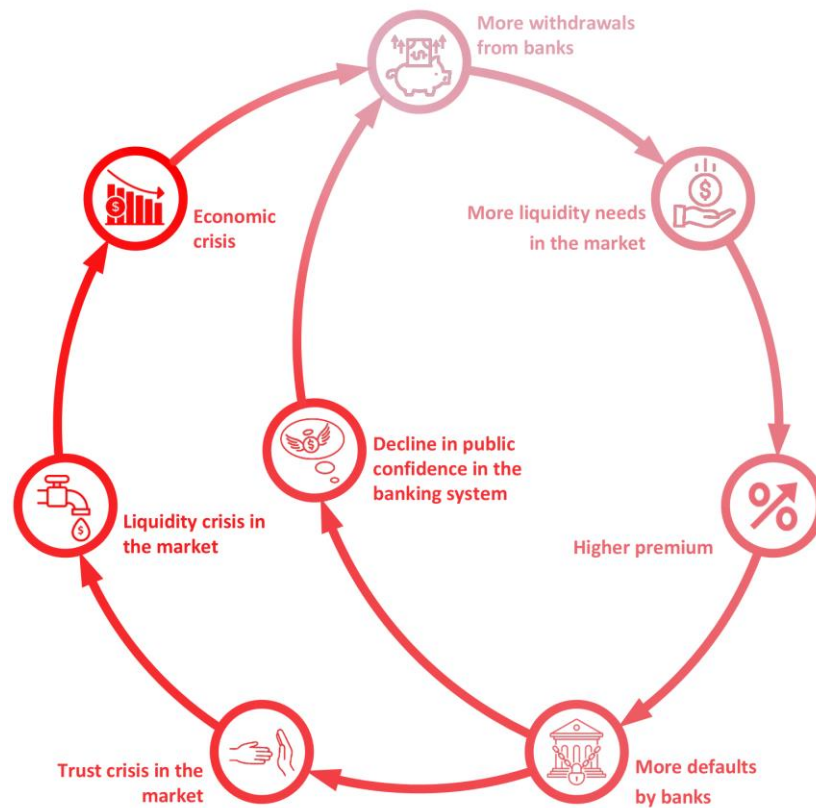 More withdrawals
from banks
More liquidity needs
in the market
Economic
crisis
Decline in public
confidence in the
banking system
Higher premium
Liquidity crisis in
the market
Trust crisis in the
market
More defaults
by banks
$
$
$
$
$
%